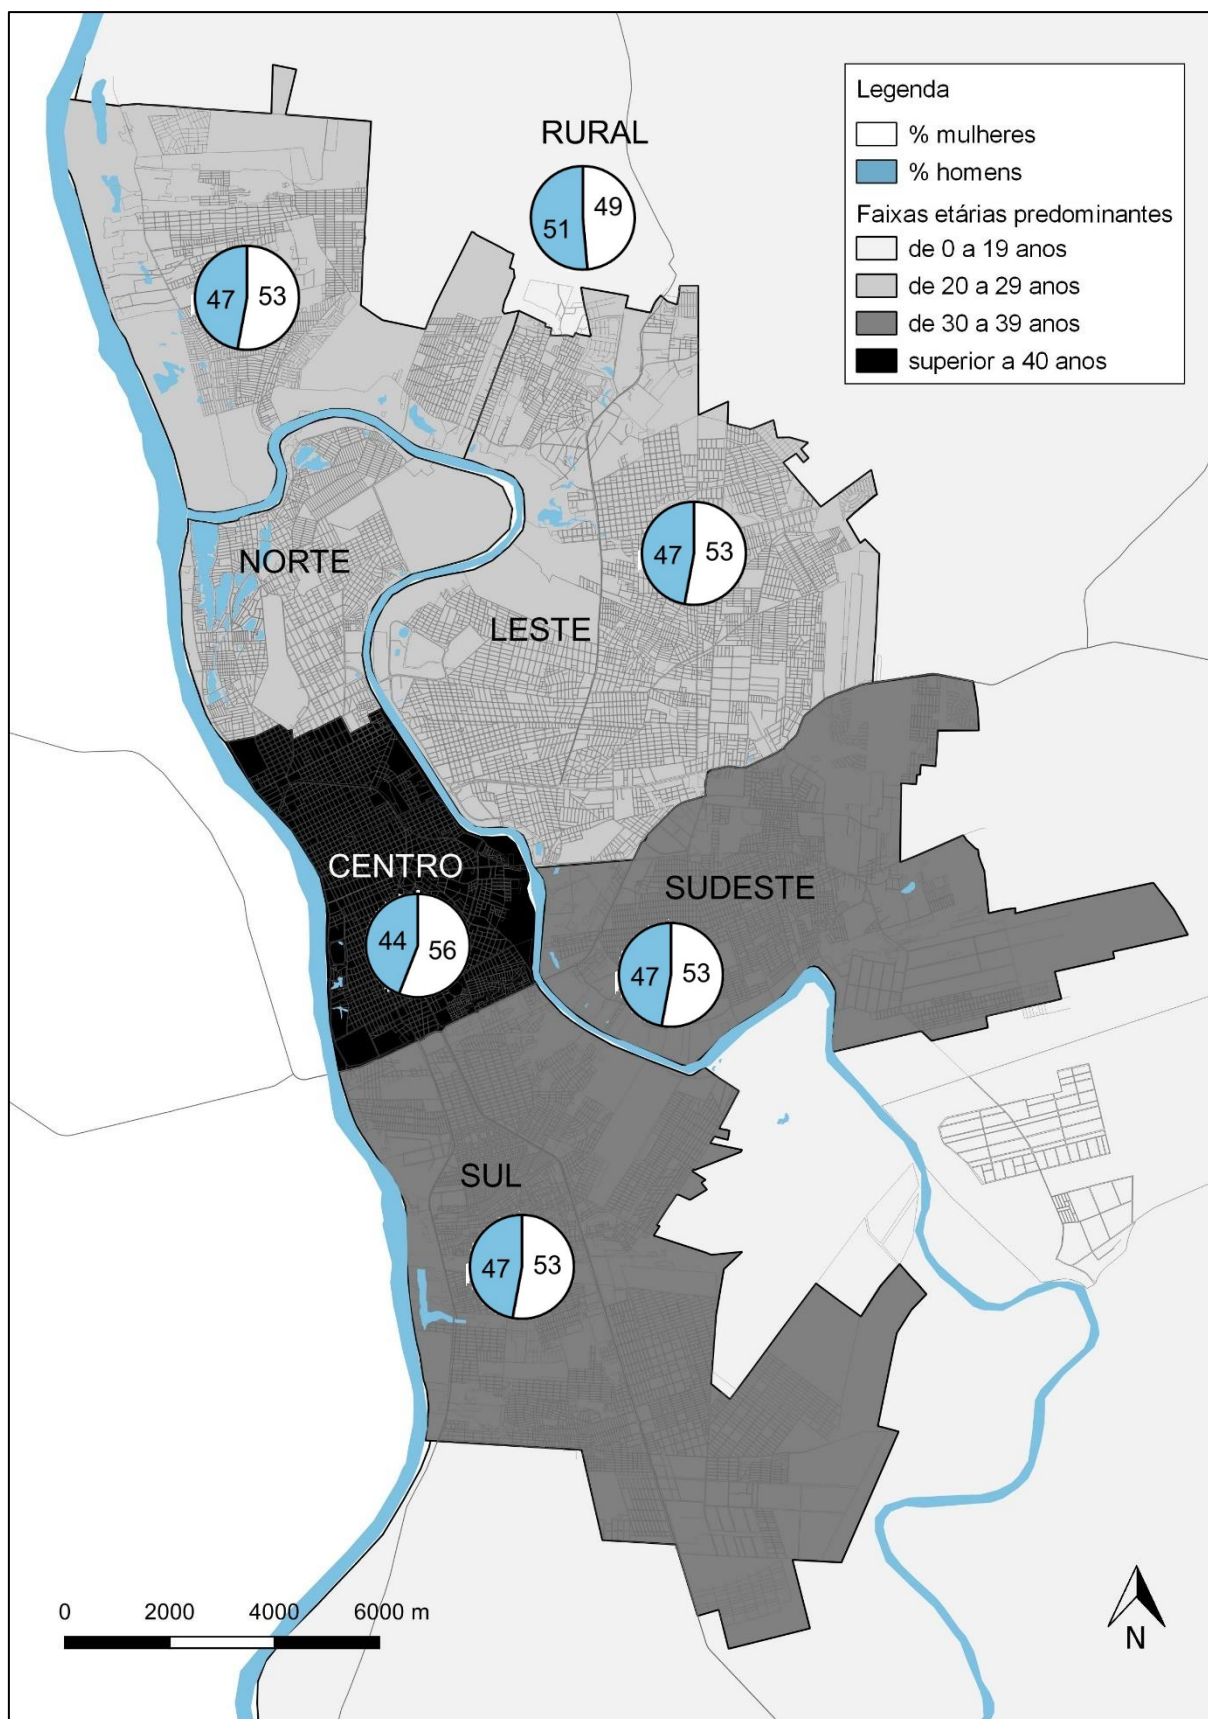 Legenda
% mulheres
% homens
Faixas etárias predominantes
de 0 a 19 anos
de 20 a 29 anos
de 30 a 39 anos
superior a 40 anos
RURAL
51 49
47 53
NORTE
47 53
LESTE
CENTRO
44 56
SUDESTE
47 53
SUL
47 53
0 2000 4000 6000 m
N